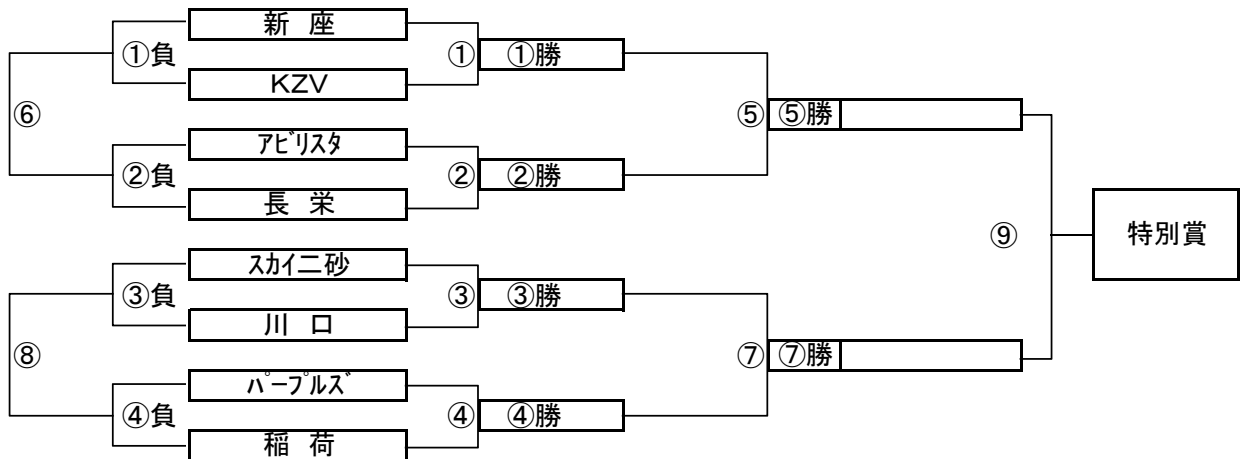 新 座
①負 ① ①勝
KZV
⑥ ⑤ ⑤勝
アビリスタ
②負 ② ②勝
長 栄
⑨ 特別賞
スカイ二砂
③負 ③ ③勝
川 口
⑧ ⑦ ⑦勝
パープルズ
④負 ④ ④勝
稲 荷